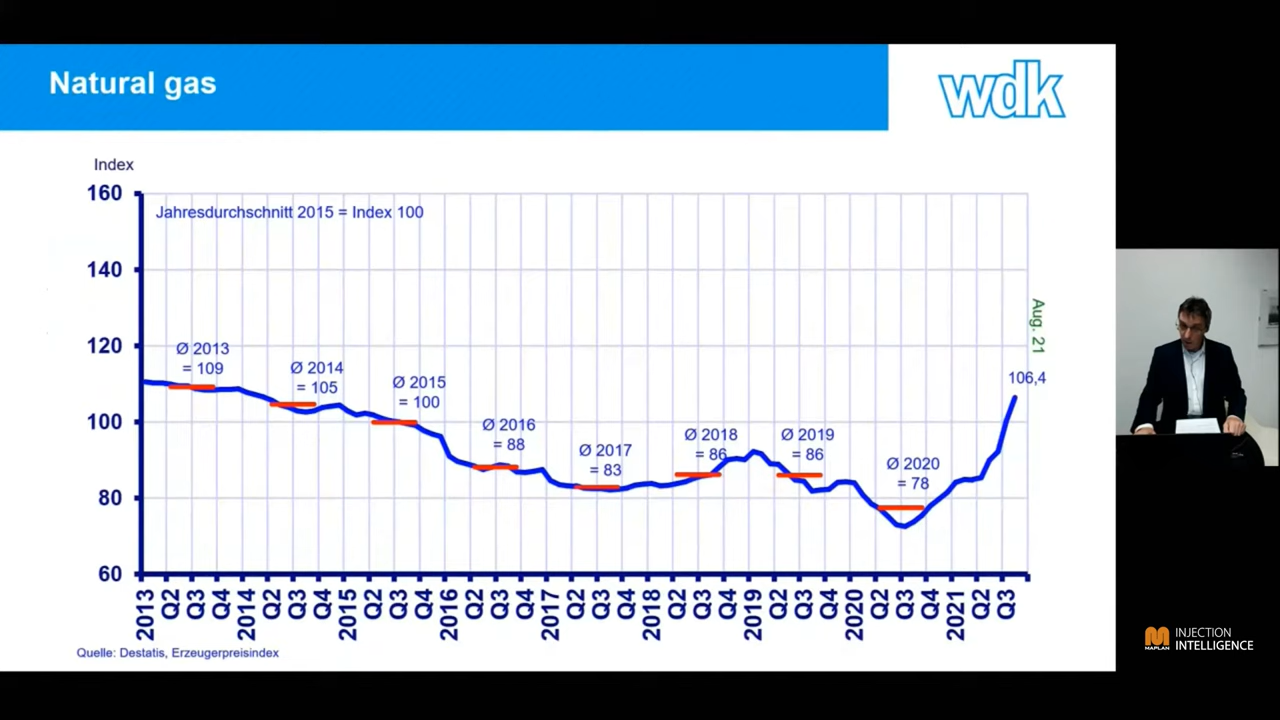 Natural gas
wdk
Index
160
140
120
100
80
60
Jahresdurchschnitt 2015 = Index 100
Ø 2013
= 109
Ø 2014
= 105
Ø 2015
= 100
Ø 2016
= 88
Ø 2017
= 83
Ø 2018
= 86
Ø 2019
= 86
Ø 2020
= 78
Aug. 21
106,4
2013 Q2 Q3 Q4 2014 Q2 Q3 Q4 2015 Q2 Q3 Q4 2016 Q2 Q3 Q4 2017 Q2 Q3 Q4 2018 Q2 Q3 Q4 2019 Q2 Q3 Q4 2020 Q2 Q3 Q4 2021 Q2 Q3
Quelle: Destatis, Erzeugerpreisindex
MAPLAN
INJECTION
INTELLIGENCE